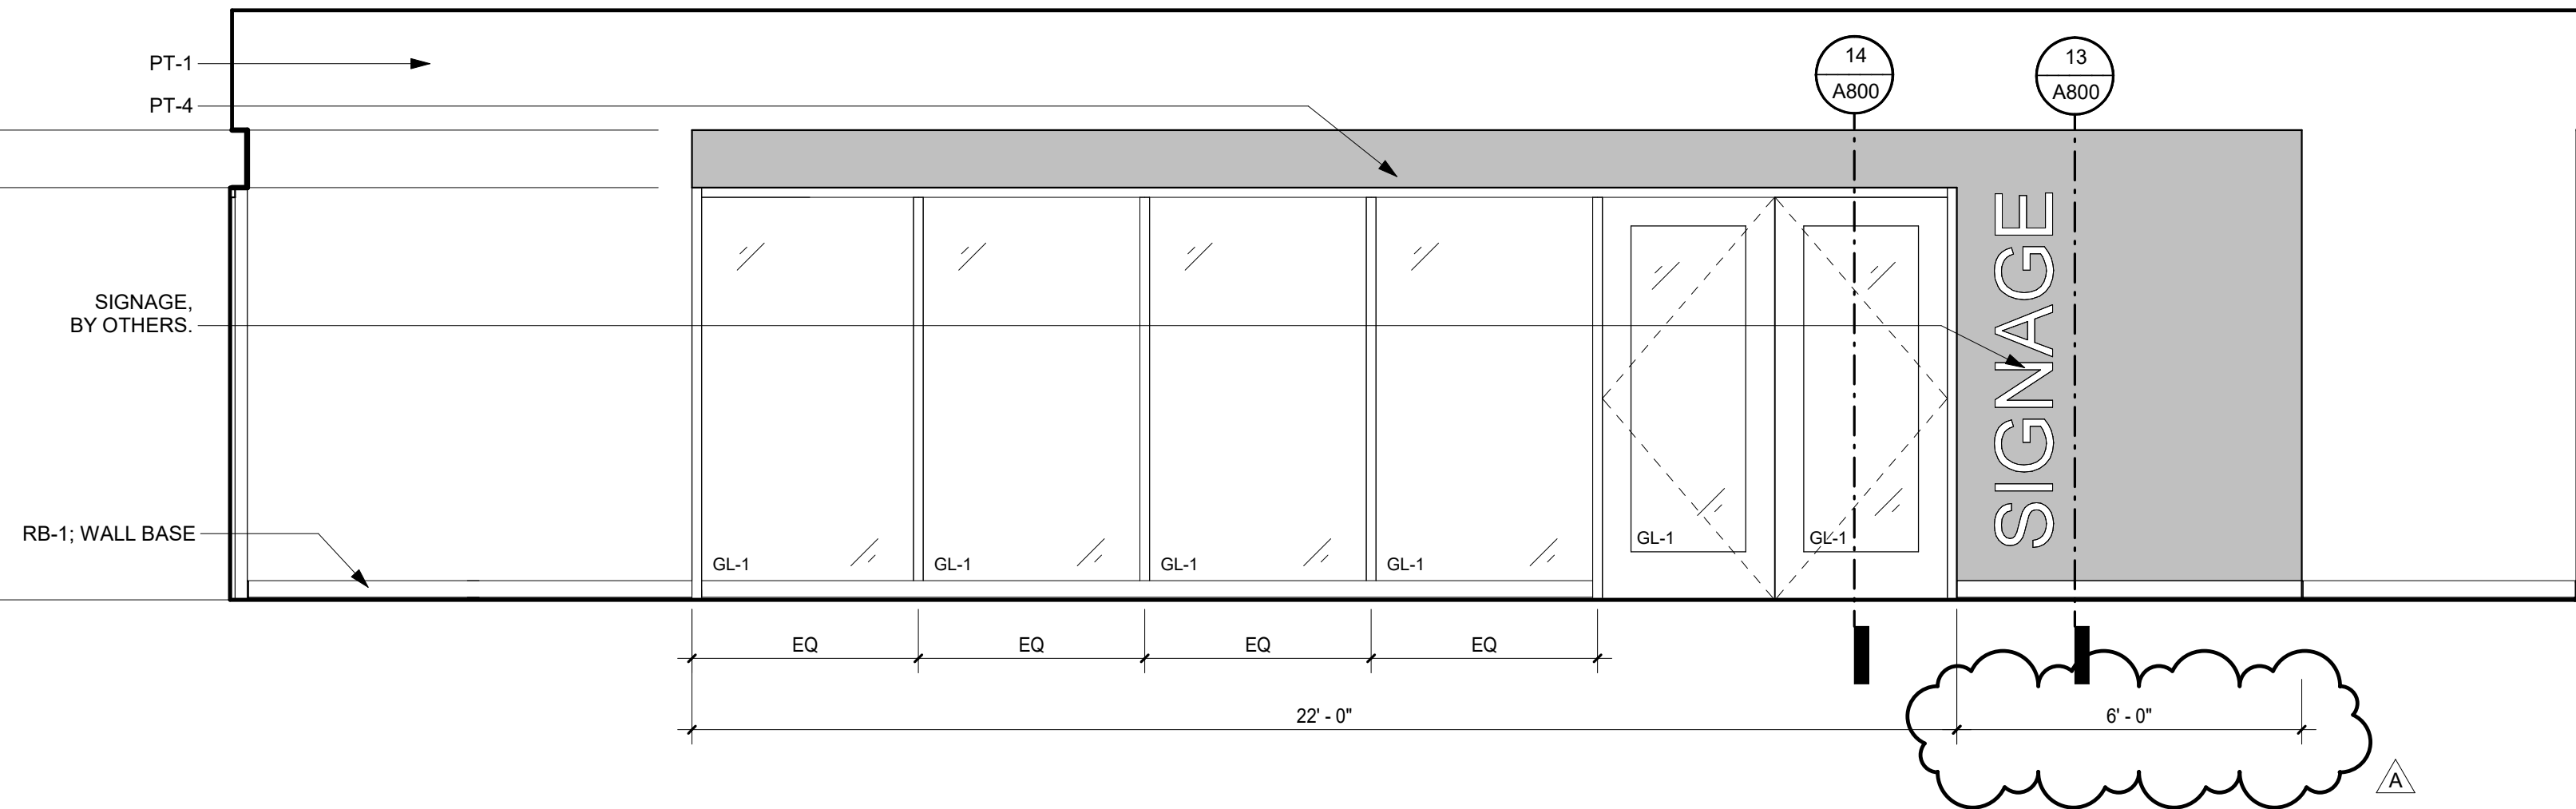 PT-1
PT-4
14
A800
13
A800
SIGNAGE,
BY OTHERS.
SIGNAGE
RB-1; WALL BASE
GL-1
GL-1
GL-1
GL-1
GL-1
GL-1
EQ
EQ
EQ
EQ
22' - 0"
6' - 0"
A